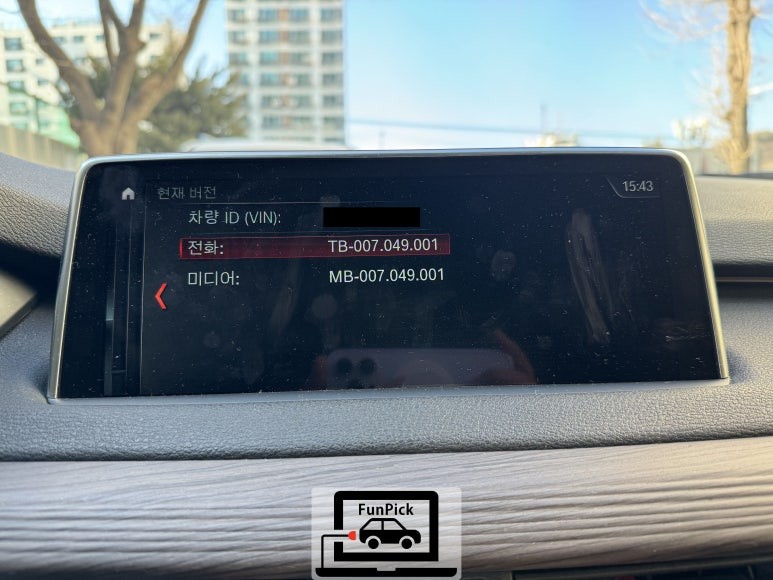 현재 버전
15:43
차량 ID (VIN):
전화: TB-007.049.001
미디어: MB-007.049.001
FunPick